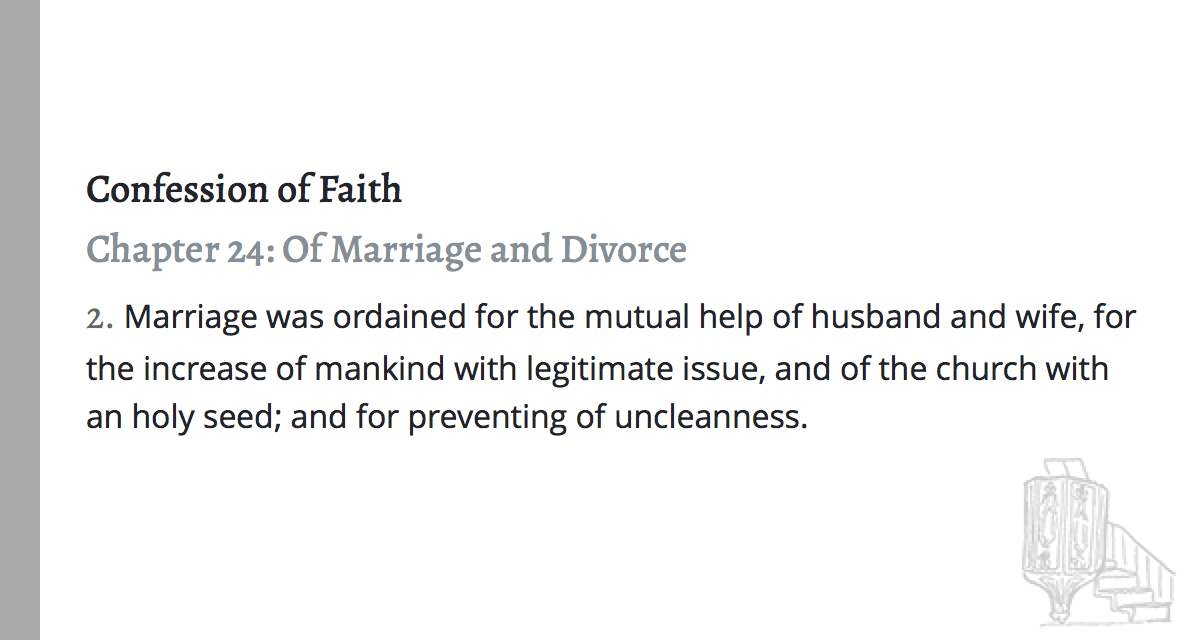 Confession of Faith
Chapter 24: Of Marriage and Divorce
2. Marriage was ordained for the mutual help of husband and wife, for
the increase of mankind with legitimate issue, and of the church with
an holy seed; and for preventing of uncleanness.